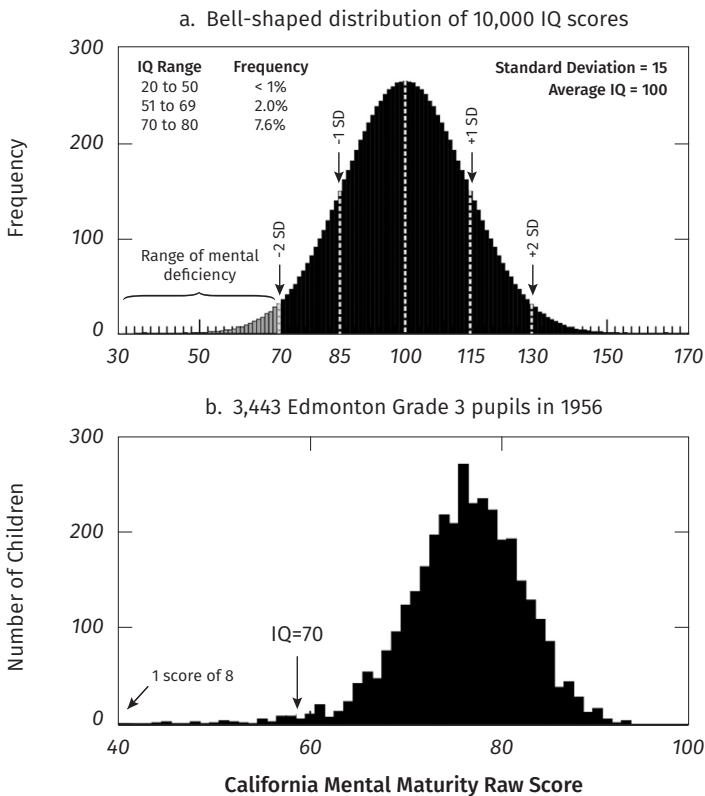 a. Bell-shaped distribution of 10,000 IQ scores
300
200
100
0
Frequency
IQ Range Frequency
20 to 50 < 1%
51 to 69 2.0%
70 to 80 7.6%
Standard Deviation = 15
Average IQ = 100
-1 SD
+1 SD
-2 SD
+2 SD
Range of mental
deficiency
30 50 70 85 100 115 130 150 170
b. 3,443 Edmonton Grade 3 pupils in 1956
300
200
100
0
Number of Children
IQ=70
1 score of 8
40 60 80 100
California Mental Maturity Raw Score